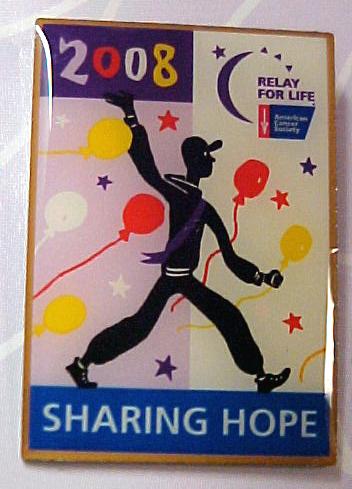 2008
RELAY
FOR LIFE
American
Cancer
Society
SHARING HOPE